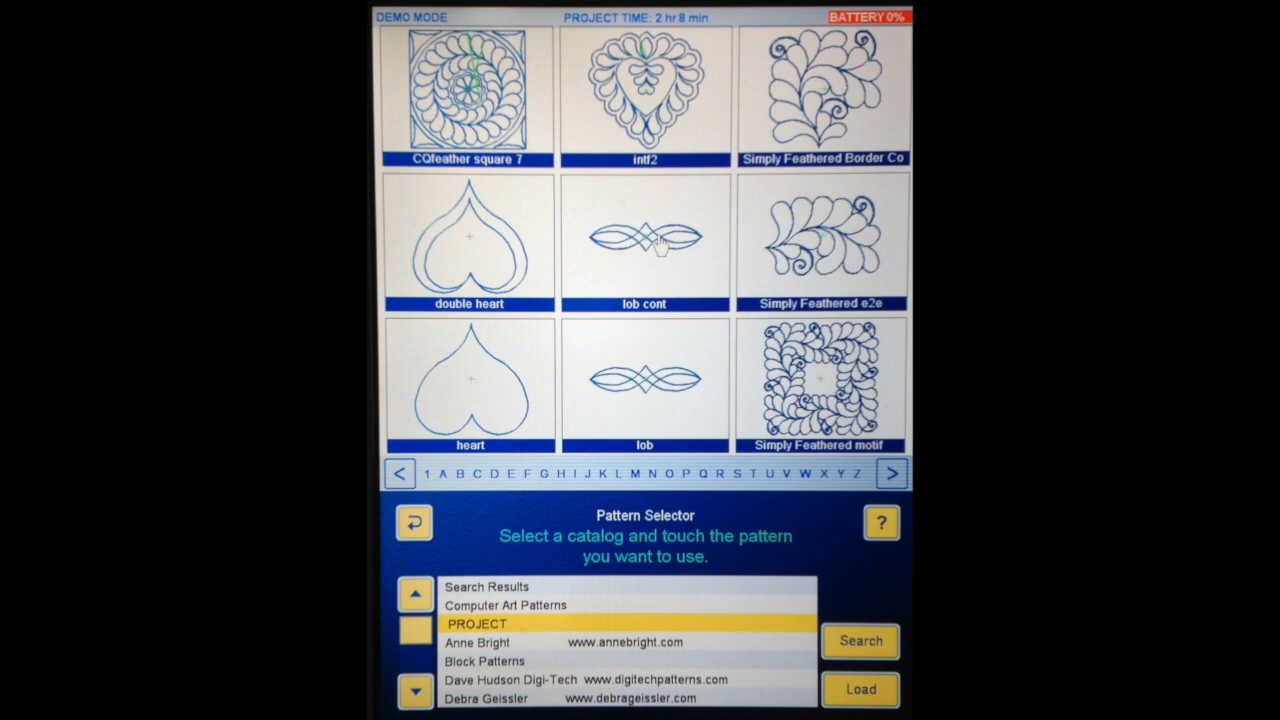 DEMO MODE PROJECT TIME: 2 hr 8 min BATTERY 0%
CQfeather square 7 intf2 Simply Feathered Border Co
double heart lob cont Simply Feathered e2e
heart lob Simply Feathered motif
< 1 A B C D E F G H I J K L M N O P Q R S T U V W X Y Z >
Pattern Selector
?
Select a catalog and touch the pattern
you want to use.
Search Results
Computer Art Patterns
PROJECT
Anne Bright www.annebright.com
Search
Block Patterns
Dave Hudson Digi-Tech www.digitechpatterns.com
Debra Geissler www.debrageissler.com
Load